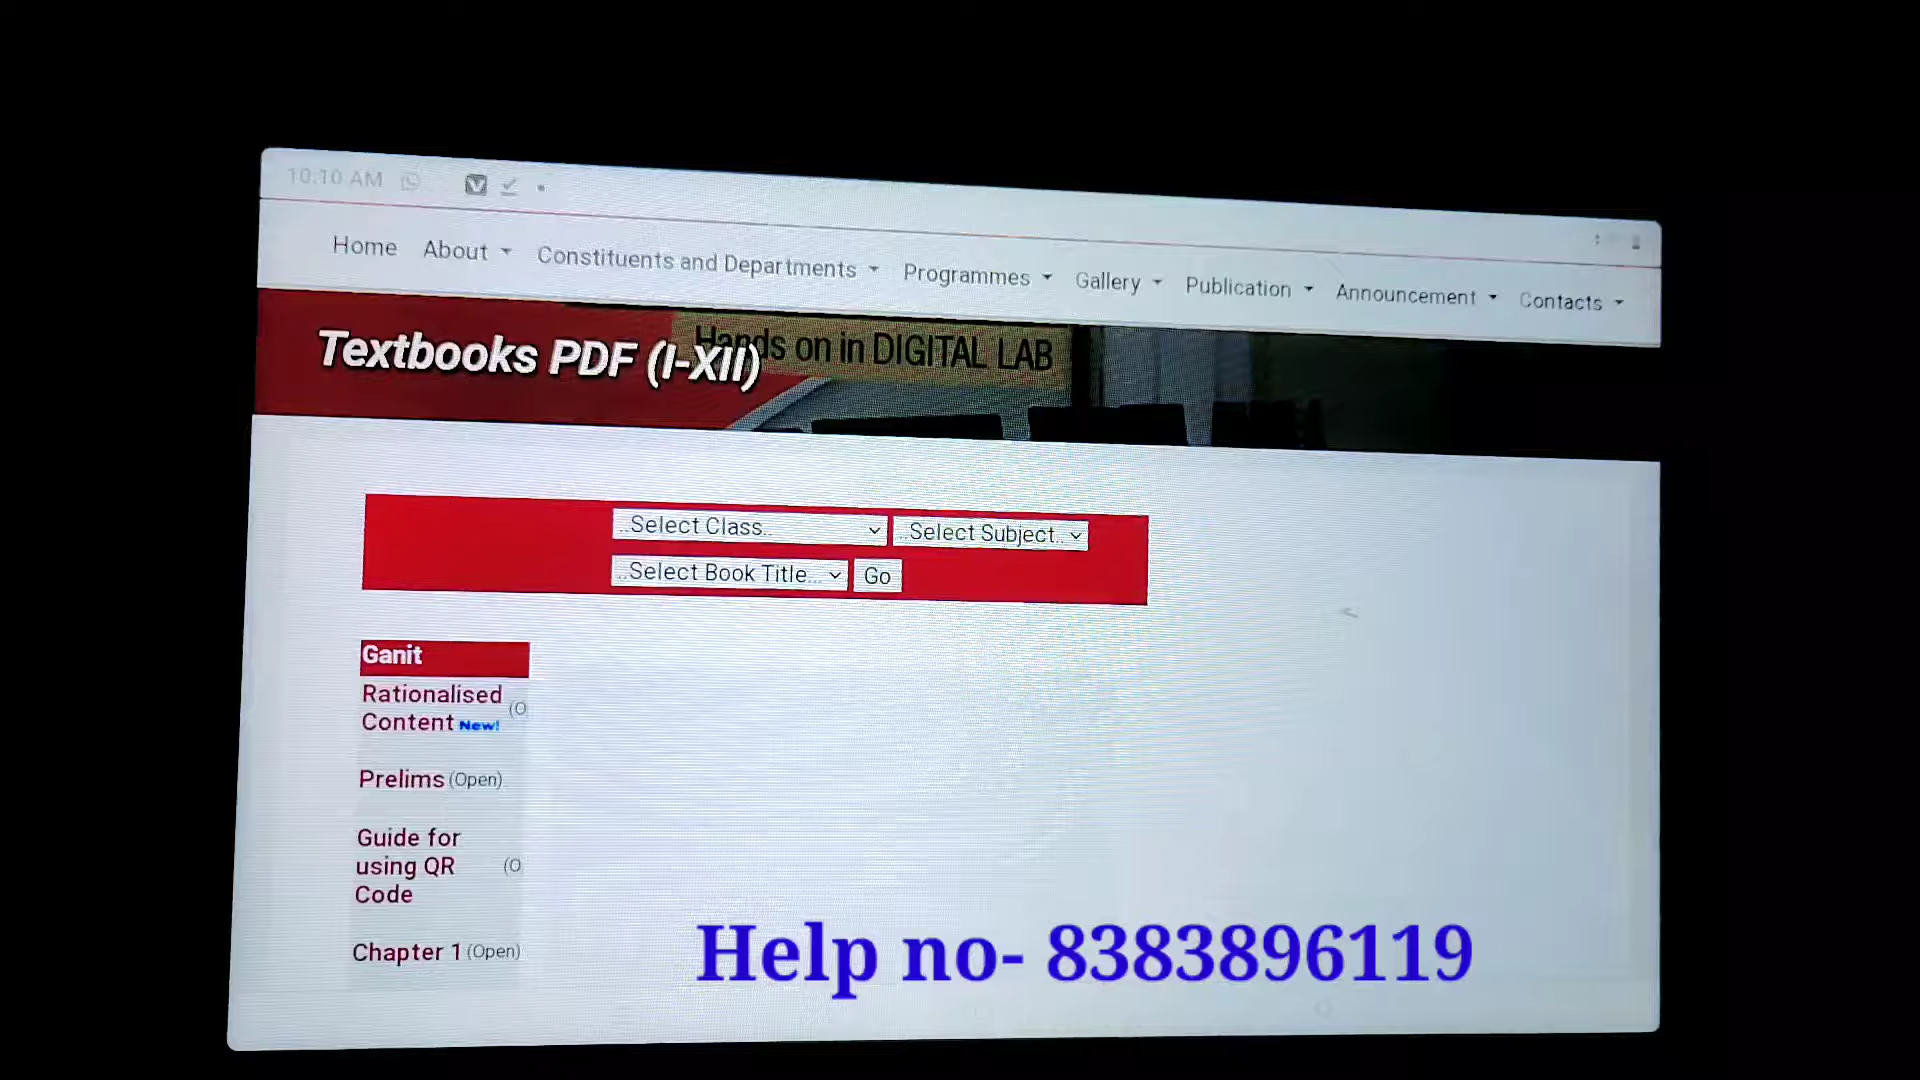 10:10 AM
Home About Constituents and Departments Programmes Gallery Publication Announcement Contacts
Textbooks PDF (I-XII)
Hands on in DIGITAL LAB
..Select Class.. ..Select Subject..
..Select Book Title... Go
Ganit
Rationalised (O
Content New!
Prelims (Open)
Guide for
using QR (O
Code
Chapter 1 (Open)
Help no- 8383896119